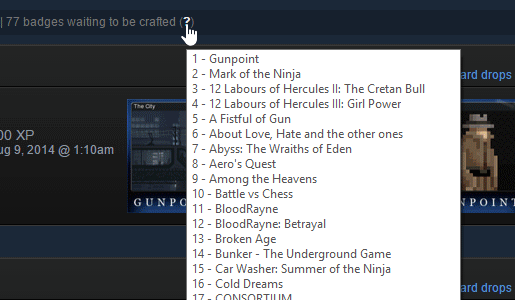 | 77 badges waiting to be crafted (?)
1 - Gunpoint
2 - Mark of the Ninja
3 - 12 Labours of Hercules II: The Cretan Bull
4 - 12 Labours of Hercules III: Girl Power
5 - A Fistful of Gun
6 - About Love, Hate and the other ones
7 - Abyss: The Wraiths of Eden
8 - Aero's Quest
9 - Among the Heavens
10 - Battle vs Chess
11 - BloodRayne
12 - BloodRayne: Betrayal
13 - Broken Age
14 - Bunker - The Underground Game
15 - Car Washer: Summer of the Ninja
16 - Cold Dreams
17 - CONSORTIUM
ard drops
The City
00 XP
ug 9, 2014 @ 1:10am
GUNPO
POINT
ard drops